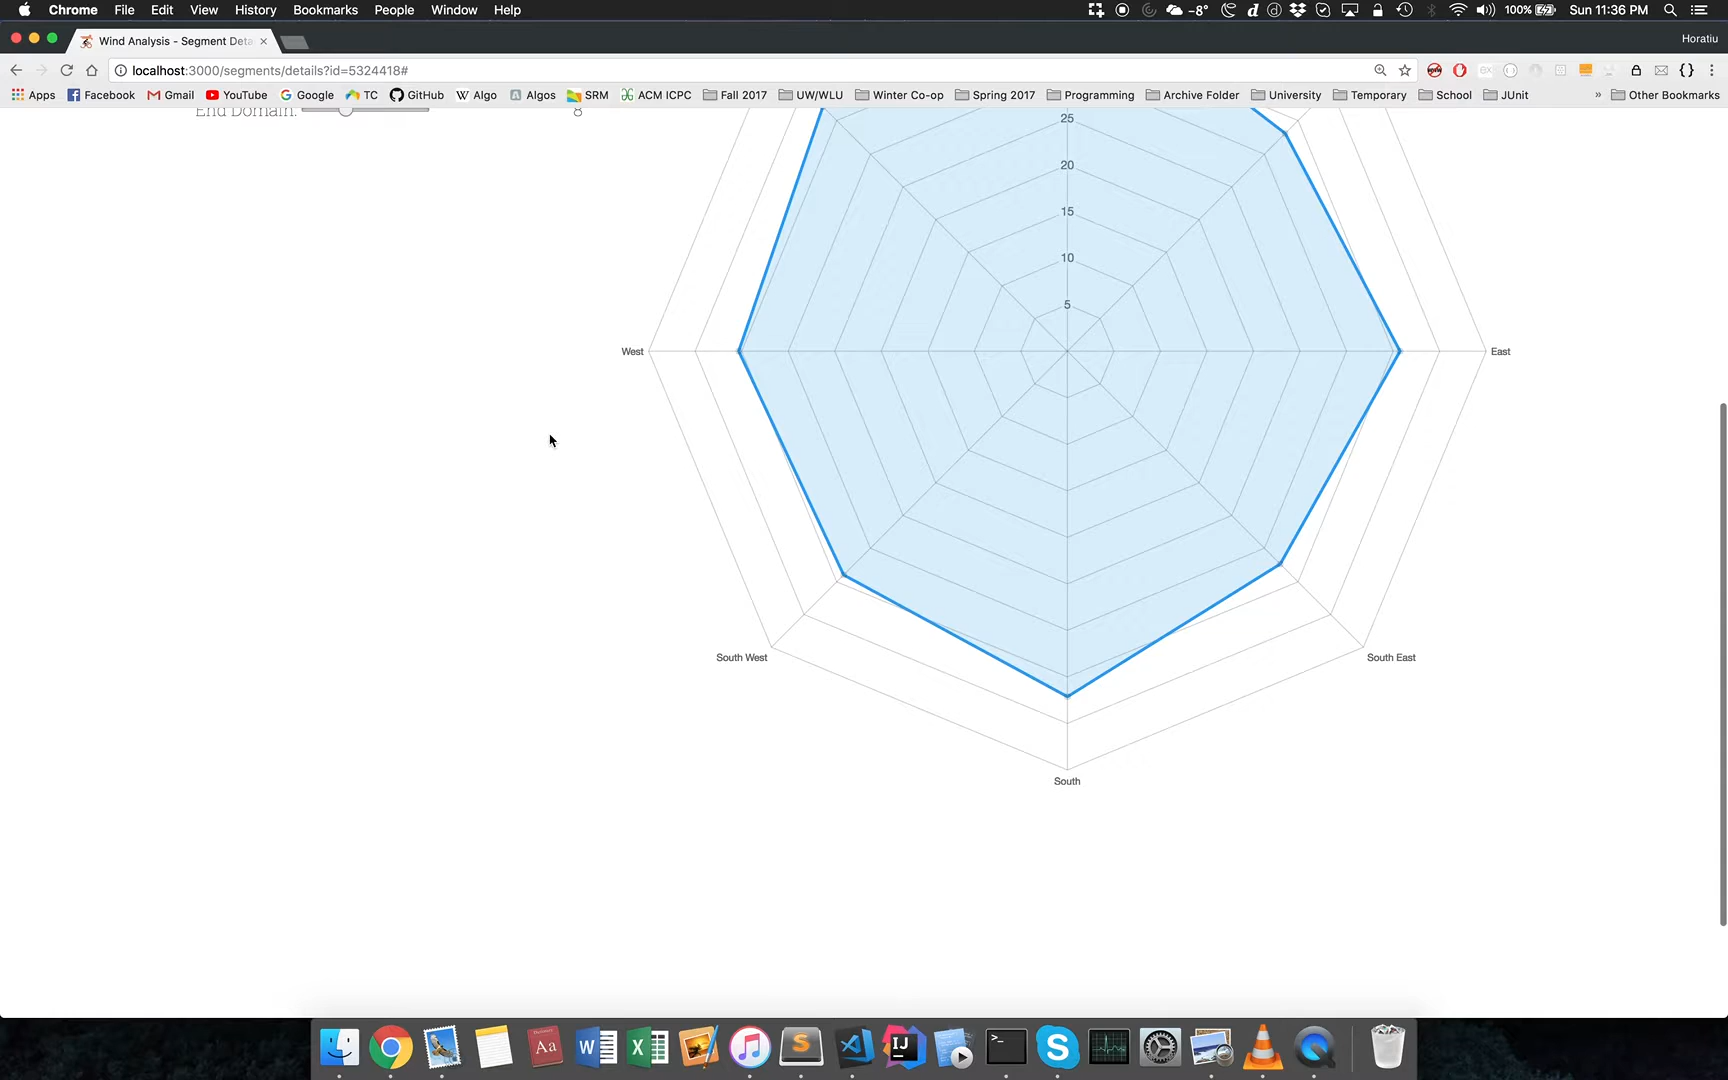 Chrome File Edit View History Bookmarks People Window Help -8° 100% Sun 11:36 PM
Wind Analysis - Segment Deta
Horatiu
localhost:3000/segments/details?id=5324418#
Apps Facebook Gmail YouTube Google TC GitHub Algo Algos SRM ACM ICPC Fall 2017 UW/WLU Winter Co-op Spring 2017 Programming Archive Folder University Temporary School JUnit » Other Bookmarks
End Domain: 8
25
20
15
10
5
West
East
South West
South East
South